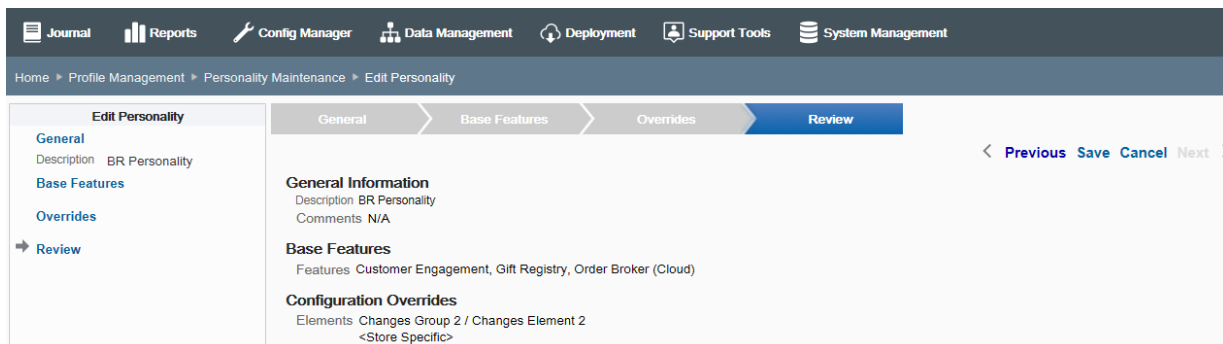 Journal Reports Config Manager Data Management Deployment Support Tools System Management
Home Profile Management Personality Maintenance Edit Personality
Edit Personality
General
Description BR Personality
Base Features
Overrides
Review
General Base Features Overrides Review
Previous Save Cancel Next
General Information
Description BR Personality
Comments N/A
Base Features
Features Customer Engagement, Gift Registry, Order Broker (Cloud)
Configuration Overrides
Elements Changes Group 2 / Changes Element 2
<Store Specific>